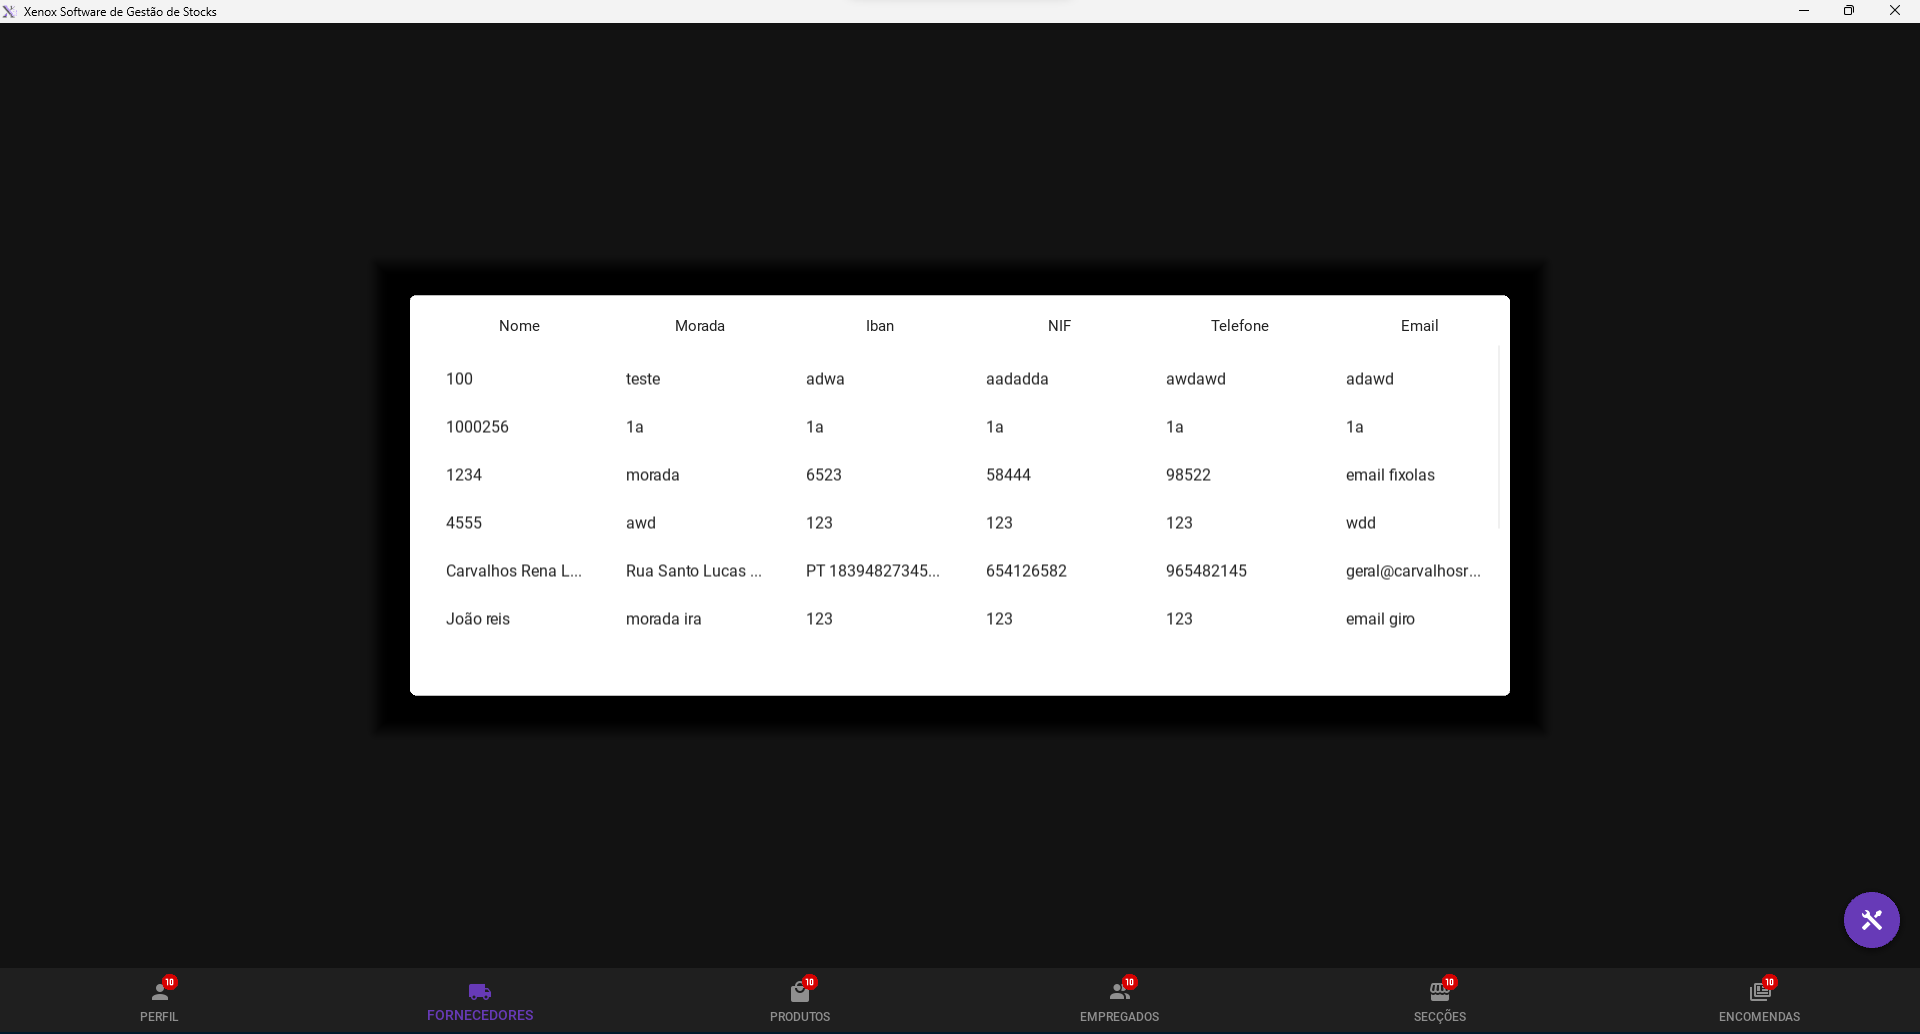 Xenox Software de Gestão de Stocks
Nome Morada Iban NIF Telefone Email
100 teste adwa aadadda awdawd adawd
1000256 1a 1a 1a 1a 1a
1234 morada 6523 58444 98522 email fixolas
4555 awd 123 123 123 wdd
Carvalhos Rena L... Rua Santo Lucas ... PT 18394827345... 654126582 965482145 geral@carvalhosr...
João reis morada ira 123 123 123 email giro
10 10 10 10 10
PERFIL FORNECEDORES PRODUTOS EMPREGADOS SECÇÕES ENCOMENDAS